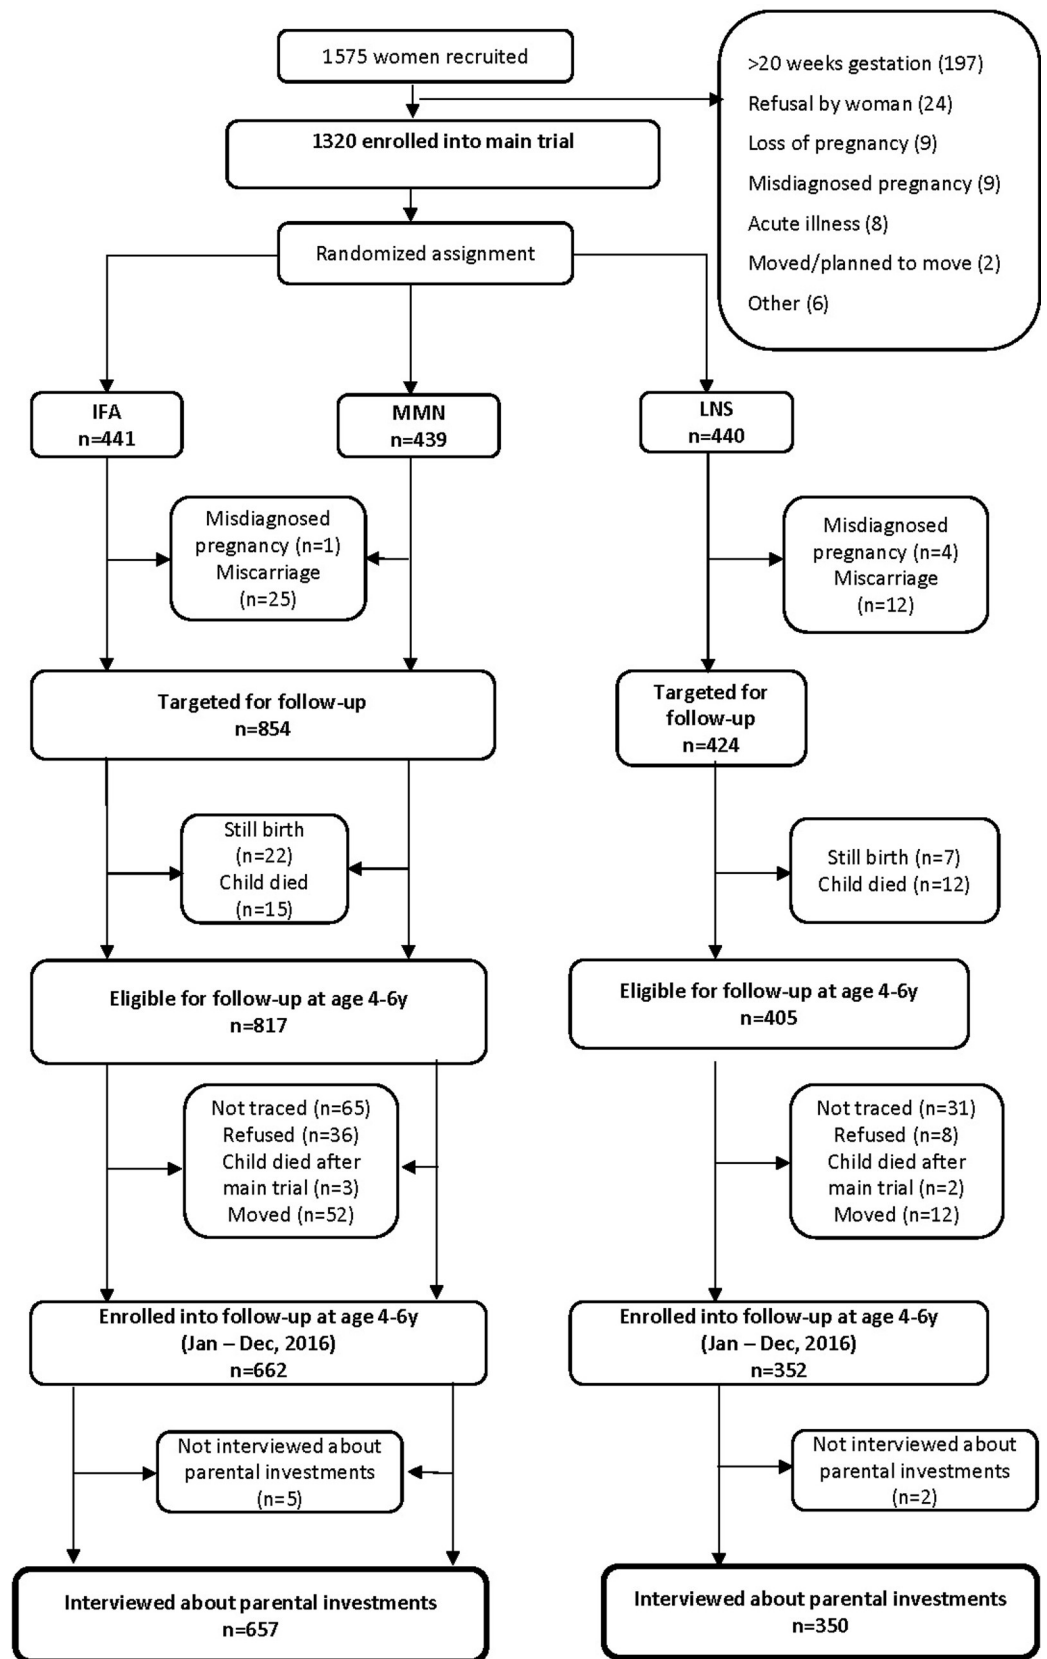 1575 women recruited
>20 weeks gestation (197)
Refusal by woman (24)
Loss of pregnancy (9)
Misdiagnosed pregnancy (9)
Acute illness (8)
Moved/planned to move (2)
Other (6)
1320 enrolled into main trial
Randomized assignment
IFA
n=441
MMN
n=439
LNS
n=440
Misdiagnosed
pregnancy (n=1)
Miscarriage
(n=25)
Misdiagnosed
pregnancy (n=4)
Miscarriage
(n=12)
Targeted for follow-up
n=854
Targeted for
follow-up
n=424
Still birth
(n=22)
Child died
(n=15)
Still birth (n=7)
Child died (n=12)
Eligible for follow-up at age 4-6y
n=817
Eligible for follow-up at age 4-6y
n=405
Not traced (n=65)
Refused (n=36)
Child died after
main trial (n=3)
Moved (n=52)
Not traced (n=31)
Refused (n=8)
Child died after
main trial (n=2)
Moved (n=12)
Enrolled into follow-up at age 4-6y
(Jan – Dec, 2016)
n=662
Enrolled into follow-up at age 4-6y
(Jan – Dec, 2016)
n=352
Not interviewed about
parental investments
(n=5)
Not interviewed about
parental investments
(n=2)
Interviewed about parental investments
n=657
Interviewed about parental investments
n=350